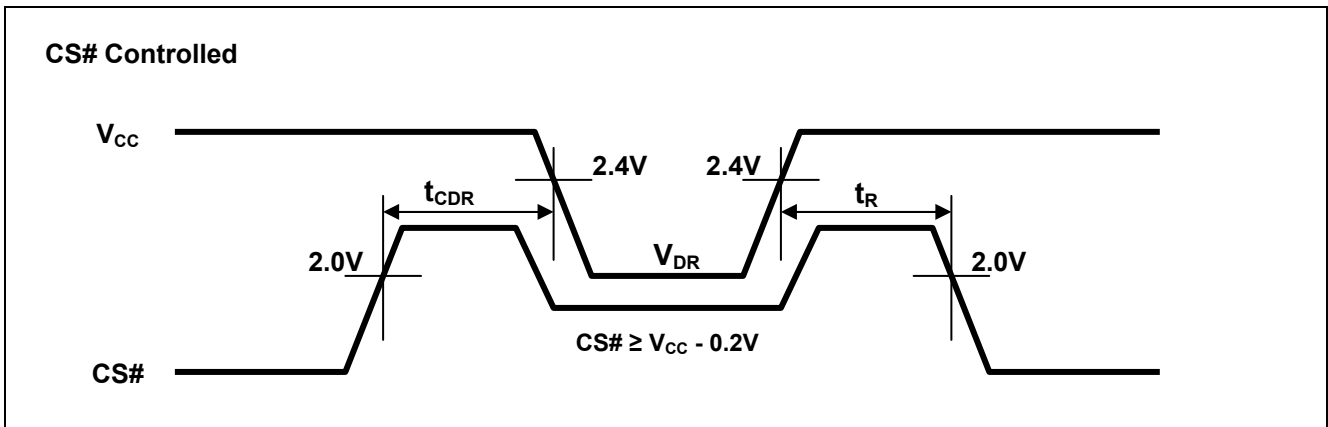 CS# Controlled
VCC
2.4V
2.4V
tCDR
tR
2.0V
VDR
2.0V
CS# ≥ VCC - 0.2V
CS#